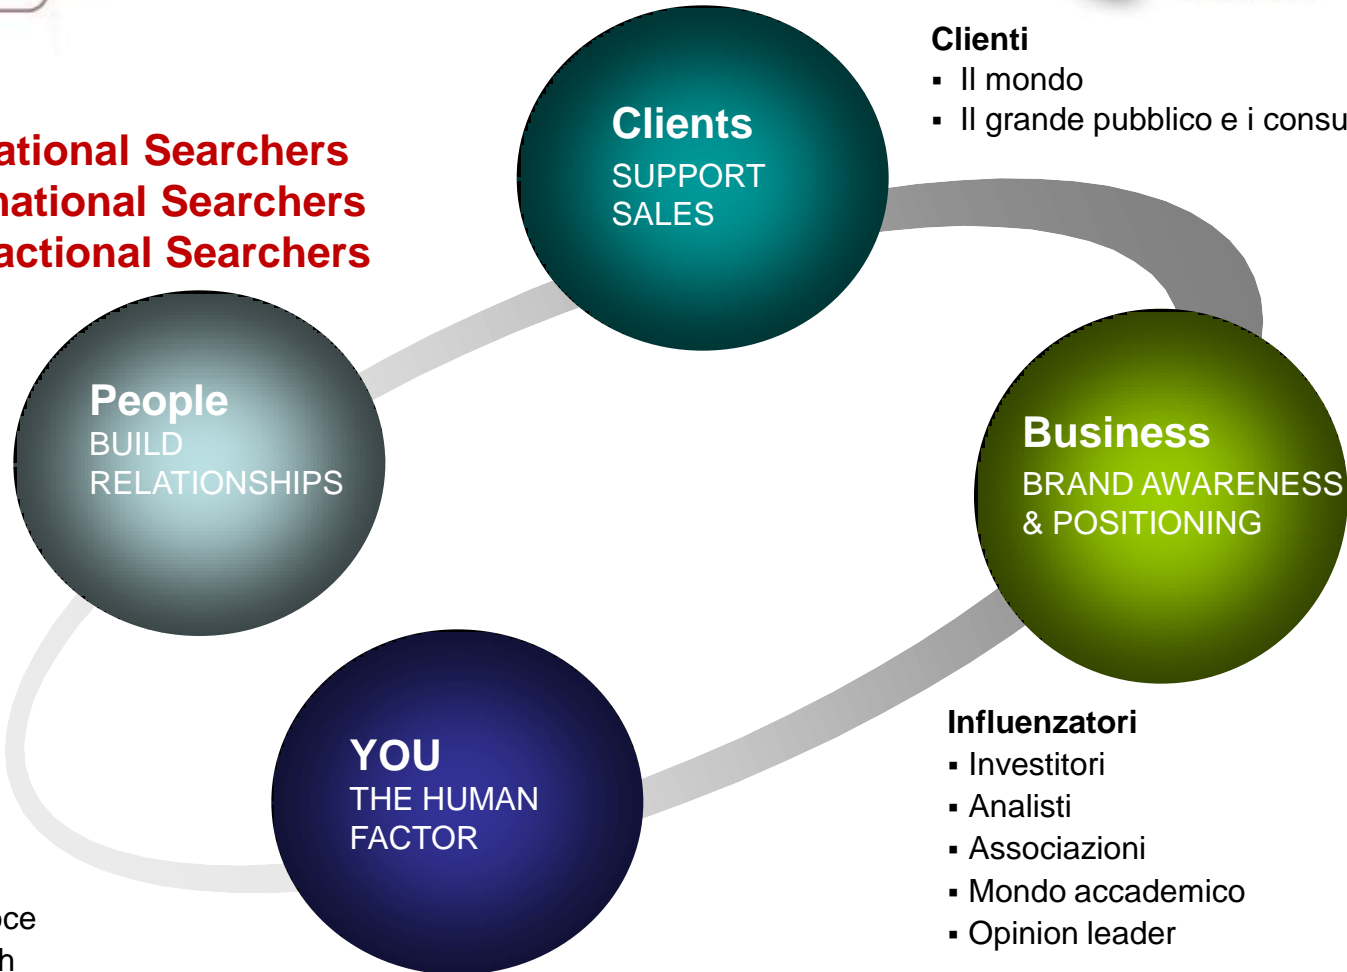 Clienti
▪ Il mondo
▪ Il grande pubblico e i consu
ational Searchers
national Searchers
actional Searchers
Clients
SUPPORT
SALES
People
BUILD
RELATIONSHIPS
Business
BRAND AWARENESS
& POSITIONING
YOU
THE HUMAN
FACTOR
Influenzatori
▪ Investitori
▪ Analisti
▪ Associazioni
▪ Mondo accademico
▪ Opinion leader
oce
h